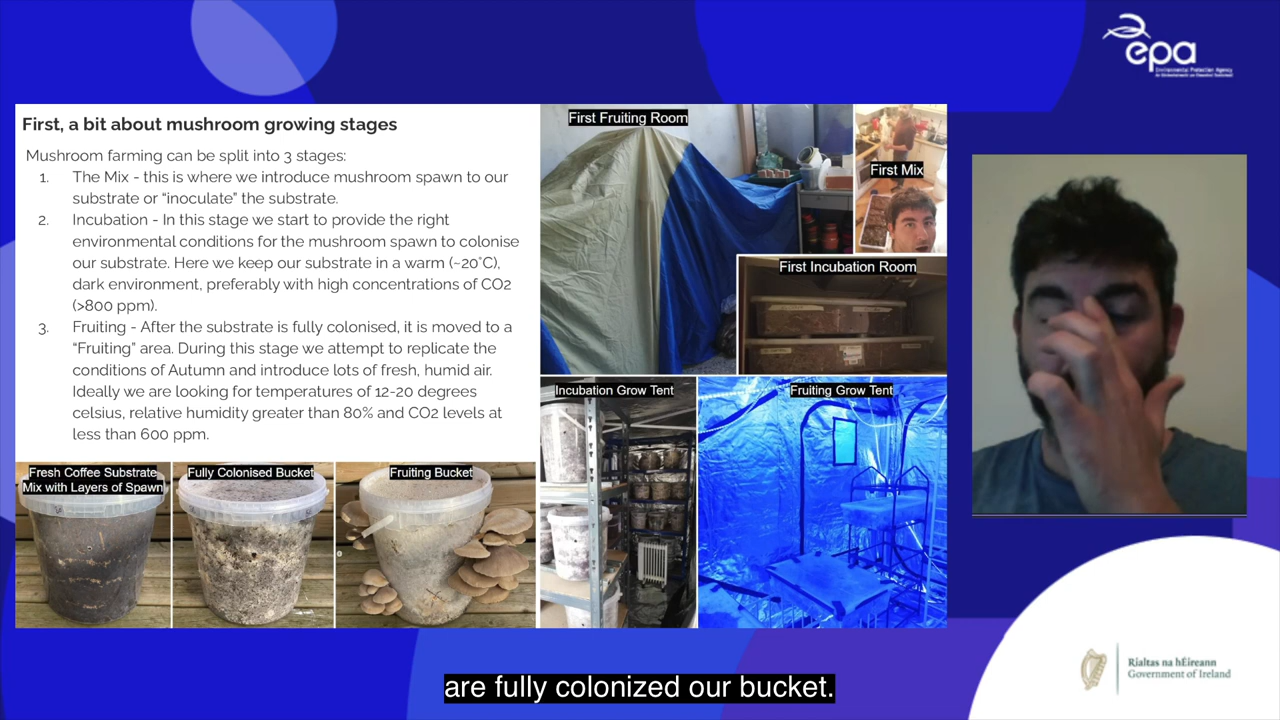 epa
Environmental Protection Agency
First, a bit about mushroom growing stages
Mushroom farming can be split into 3 stages:
1. The Mix - this is where we introduce mushroom spawn to our
substrate or “inoculate” the substrate.
2. Incubation - In this stage we start to provide the right
environmental conditions for the mushroom spawn to colonise
our substrate. Here we keep our substrate in a warm (~20˚C),
dark environment, preferably with high concentrations of CO2
(>800 ppm).
3. Fruiting - After the substrate is fully colonised, it is moved to a
“Fruiting” area. During this stage we attempt to replicate the
conditions of Autumn and introduce lots of fresh, humid air.
Ideally we are looking for temperatures of 12-20 degrees
celsius, relative humidity greater than 80% and CO2 levels at
less than 600 ppm.
First Fruiting Room
First Mix
First Incubation Room
Incubation Grow Tent
Fruiting Grow Tent
Fresh Coffee Substrate
Mix with Layers of Spawn
Fully Colonised Bucket
Fruiting Bucket
Rialtas na hÉireann
Government of Ireland
are fully colonized our bucket.